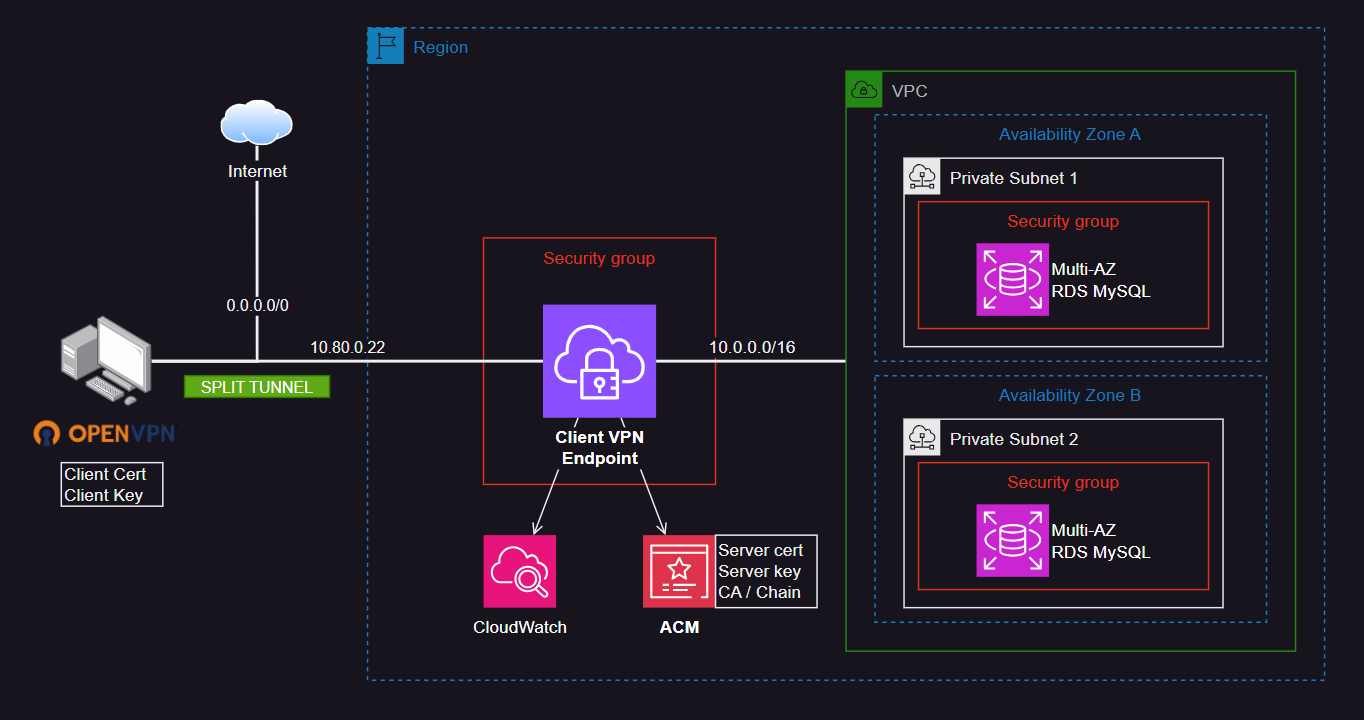 Region
VPC
Availability Zone A
Private Subnet 1
Security group
Multi-AZ
RDS MySQL
Internet
0.0.0.0/0
10.80.0.22
SPLIT TUNNEL
OPENVPN
Client Cert
Client Key
Security group
Client VPN
Endpoint
10.0.0.0/16
CloudWatch
ACM
Server cert
Server key
CA / Chain
Availability Zone B
Private Subnet 2
Security group
Multi-AZ
RDS MySQL